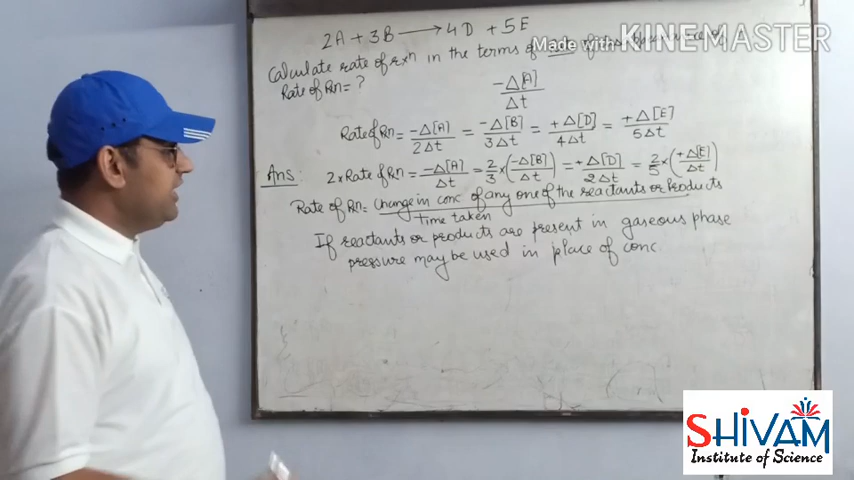 2A + 3B ⟶ 4D + 5E
Made with KINEMASTER
Calculate rate of rxn in the terms of rate of
Rate of Rn = ?
-Δ[A]/Δt
Rate of Rn = -Δ[A]/2Δt = -Δ[B]/3Δt = +Δ[D]/4Δt = +Δ[E]/5Δt
Ans:
2×Rate of Rn = -Δ[A]/Δt = 2/3×(-Δ[B]/Δt) = +Δ[D]/2Δt = 2/5×(+Δ[E]/Δt)
Rate of Rn = Change in conc of any one of the reactants or Products
Time taken
If reactants or products are present in gaseous phase
pressure may be used in place of conc
SHIVAM
Institute of Science